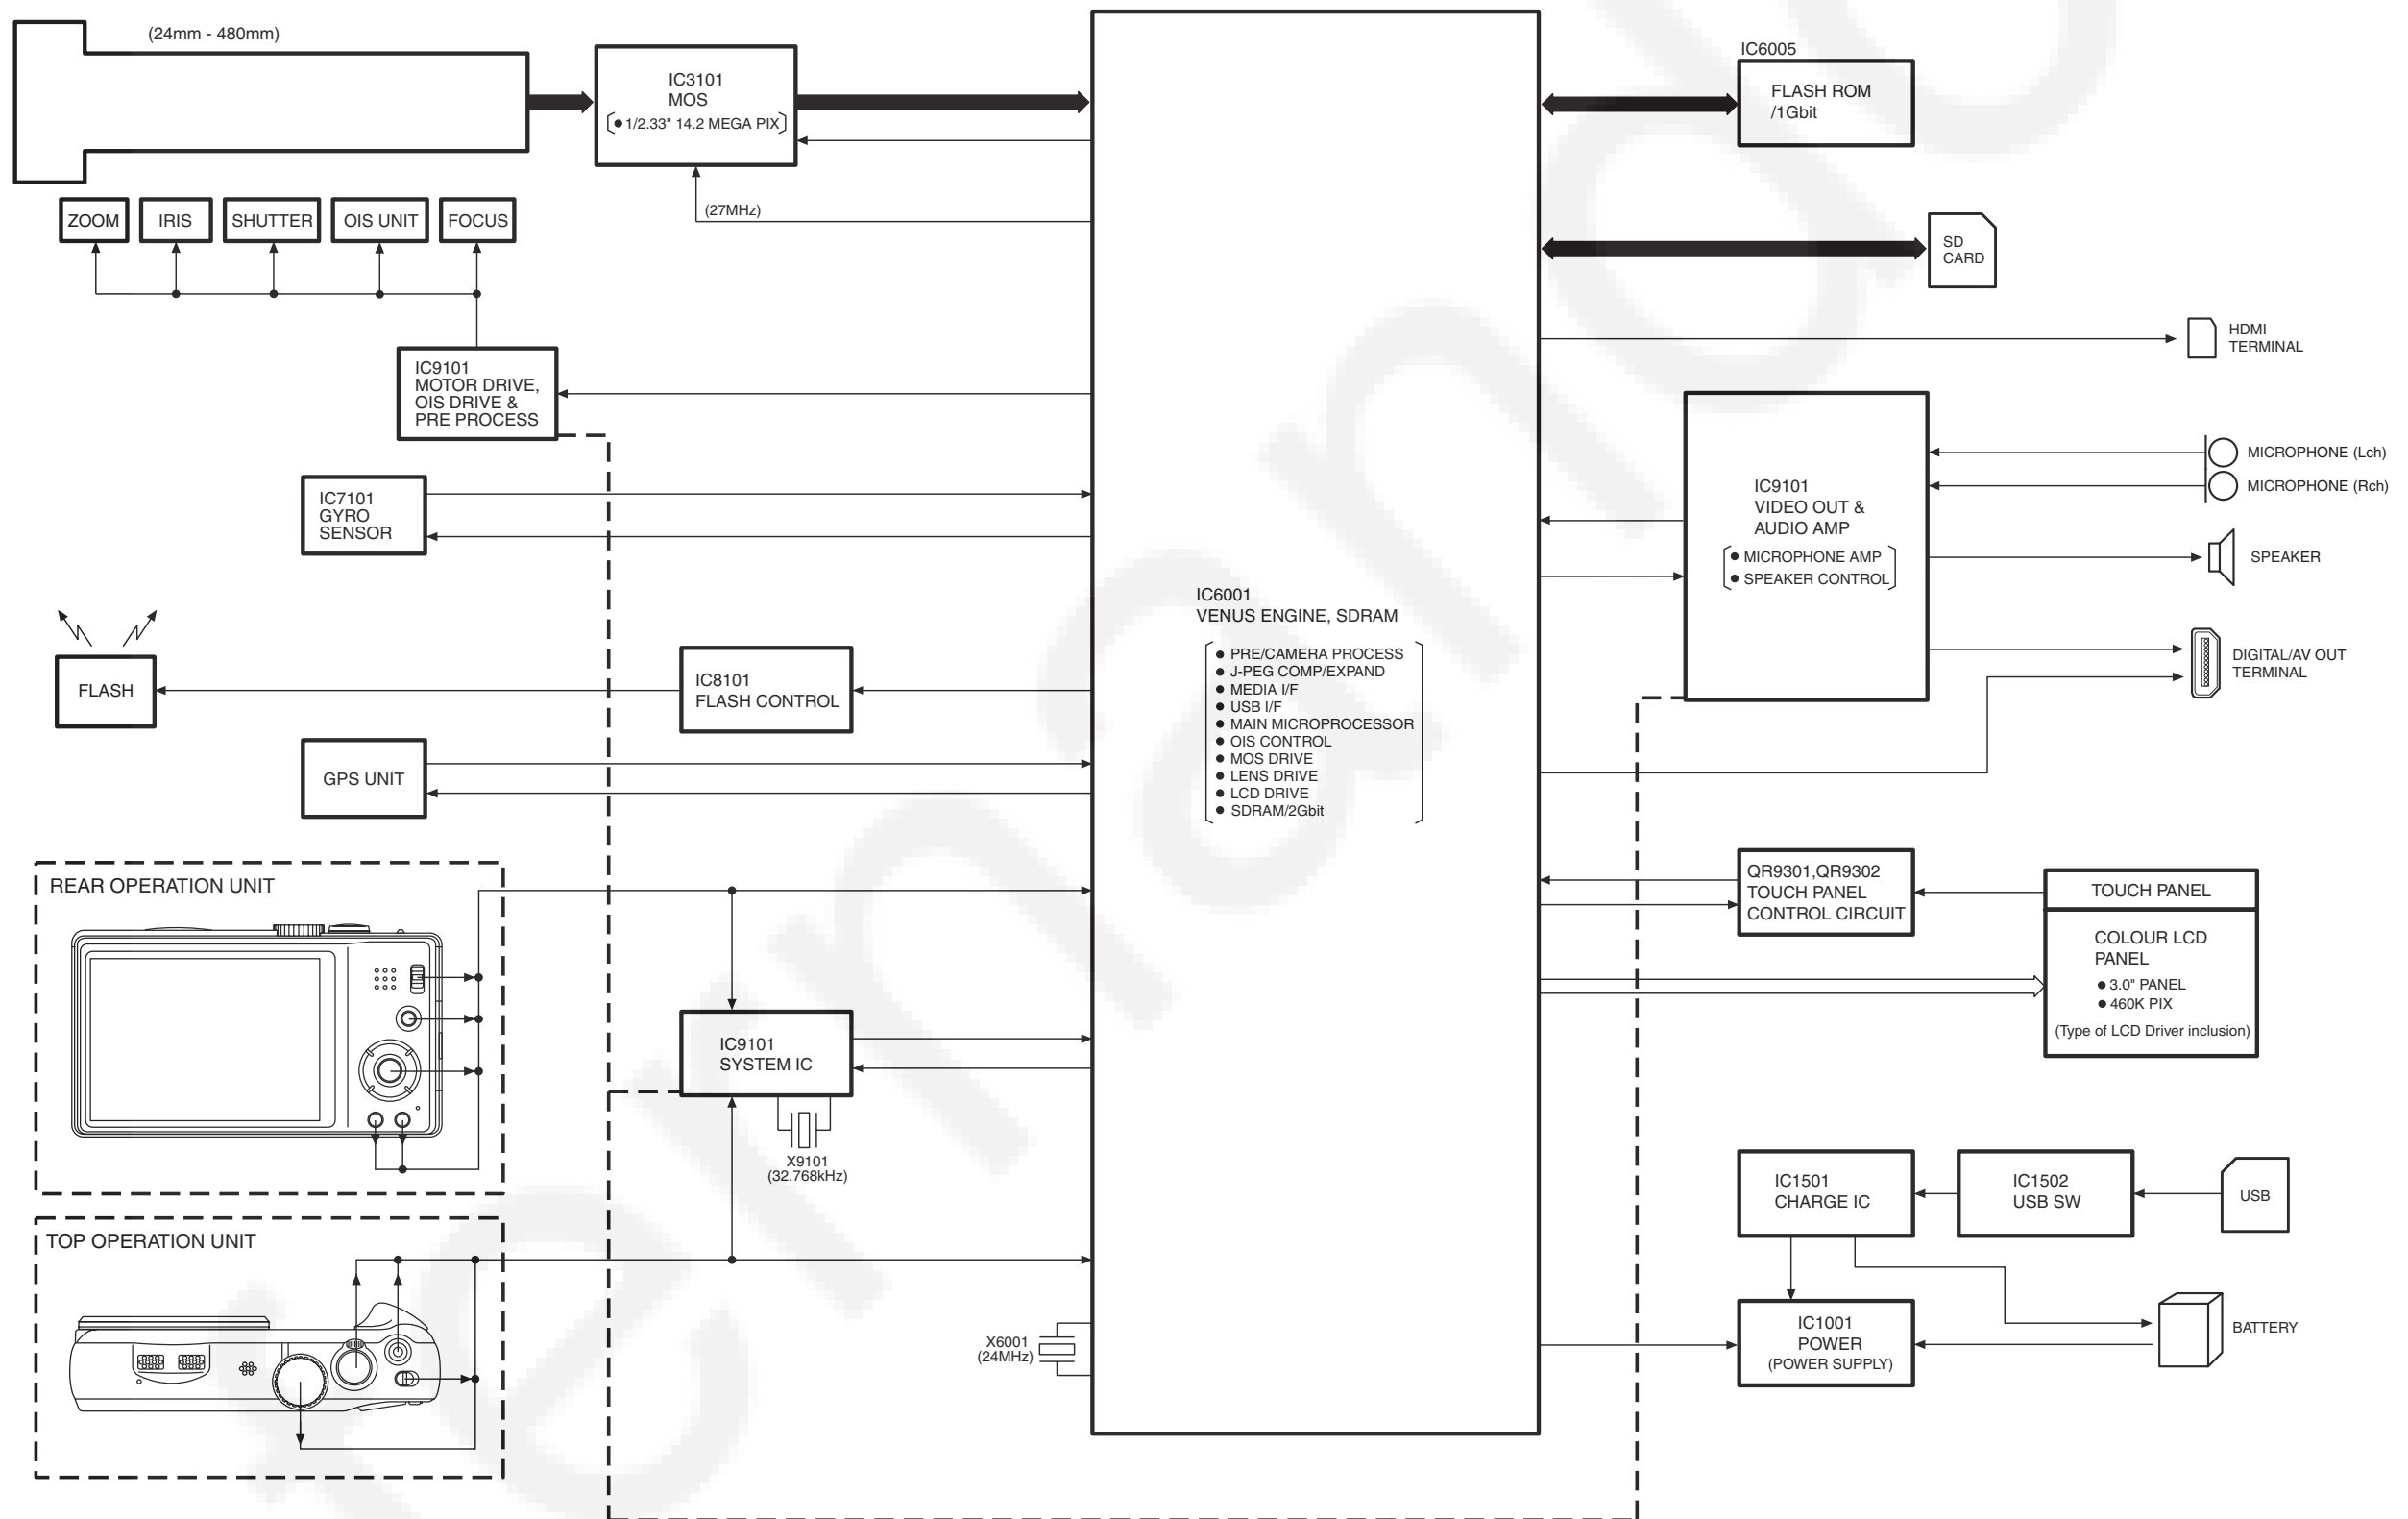 (24mm - 480mm)
IC3101
MOS
● 1/2.33" 14.2 MEGA PIX
(27MHz)
ZOOM
IRIS
SHUTTER
OIS UNIT
FOCUS
IC9101
MOTOR DRIVE,
OIS DRIVE &
PRE PROCESS
IC7101
GYRO
SENSOR
FLASH
IC8101
FLASH CONTROL
GPS UNIT
REAR OPERATION UNIT
IC9101
SYSTEM IC
X9101
(32.768kHz)
TOP OPERATION UNIT
X6001
(24MHz)
IC6001
VENUS ENGINE, SDRAM
● PRE/CAMERA PROCESS
● J-PEG COMP/EXPAND
● MEDIA I/F
● USB I/F
● MAIN MICROPROCESSOR
● OIS CONTROL
● MOS DRIVE
● LENS DRIVE
● LCD DRIVE
● SDRAM/2Gbit
IC6005
FLASH ROM
/1Gbit
SD
CARD
HDMI
TERMINAL
IC9101
VIDEO OUT &
AUDIO AMP
● MICROPHONE AMP
● SPEAKER CONTROL
MICROPHONE (Lch)
MICROPHONE (Rch)
SPEAKER
DIGITAL/AV OUT
TERMINAL
QR9301,QR9302
TOUCH PANEL
CONTROL CIRCUIT
TOUCH PANEL
COLOUR LCD
PANEL
● 3.0" PANEL
● 460K PIX
(Type of LCD Driver inclusion)
IC1501
CHARGE IC
IC1502
USB SW
USB
IC1001
POWER
(POWER SUPPLY)
BATTERY